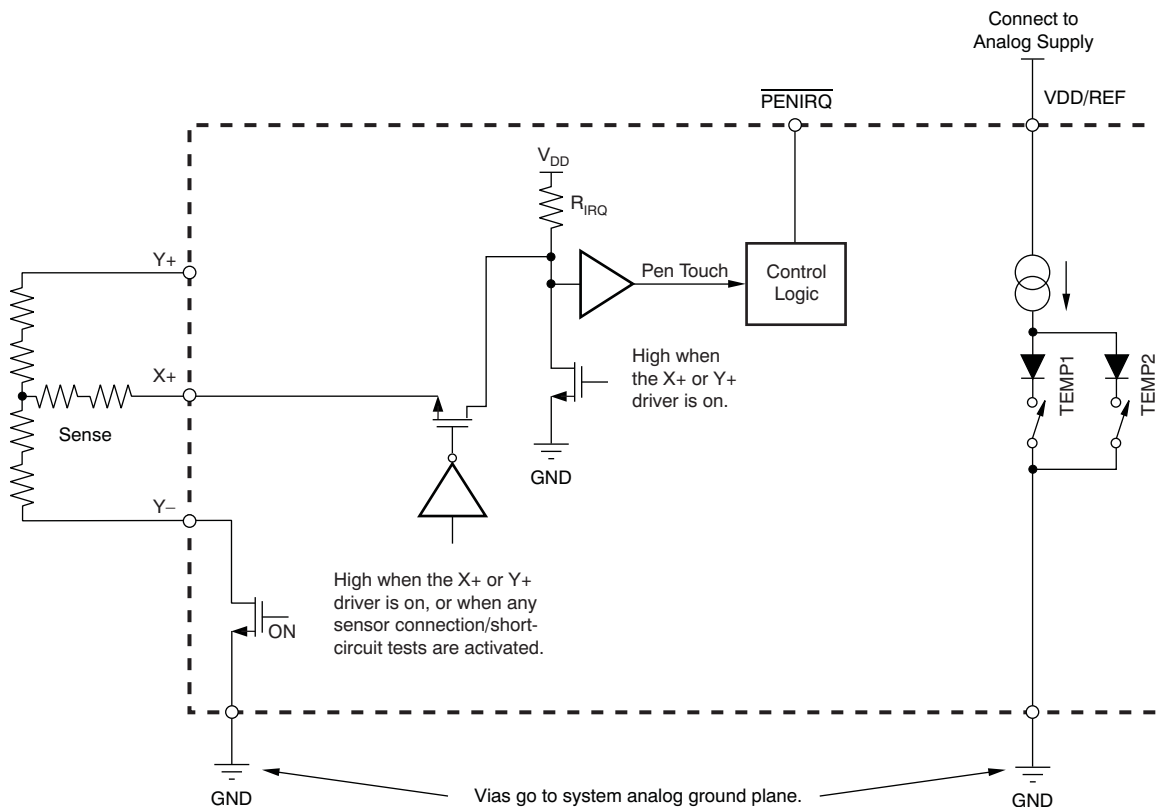 Connect to
Analog Supply
PENIRQ
VDD/REF
VDD
RIRQ
Y+
Pen Touch
Control
Logic
High when
the X+ or Y+
driver is on.
TEMP1
TEMP2
X+
Sense
GND
Y–
High when the X+ or Y+
driver is on, or when any
sensor connection/short-
circuit tests are activated.
ON
GND
Vias go to system analog ground plane.
GND